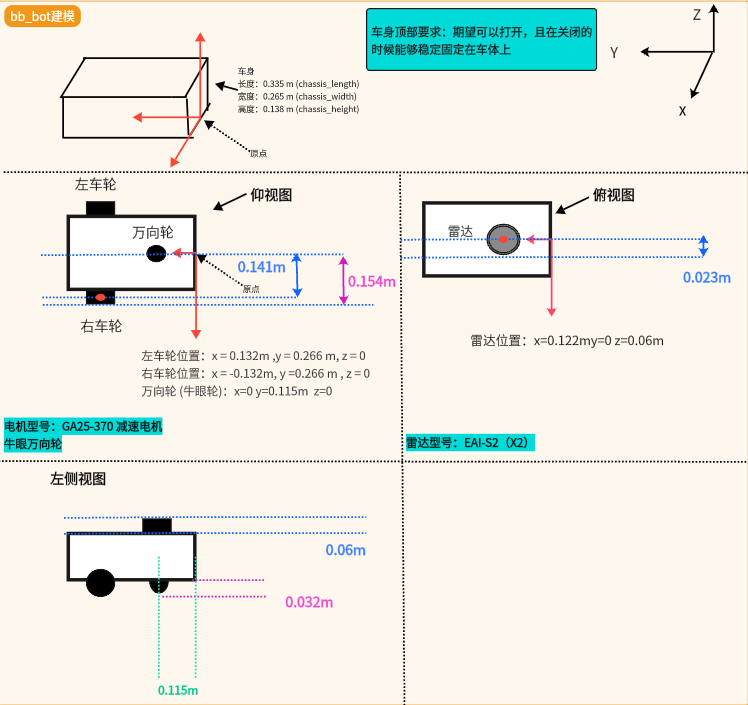 bb_bot建模
车身顶部要求：期望可以打开，且在关闭的
时候能够稳定固定在车体上
Z
Y
X
车身
长度：0.335 m (chassis_length)
宽度：0.265 m (chassis_width)
高度：0.138 m (chassis_height)
原点
左车轮
仰视图
万向轮
0.141m
0.154m
原点
右车轮
左车轮位置：x = 0.132m ,y = 0.266 m, z = 0
右车轮位置：x = -0.132m, y =0.266 m , z = 0
万向轮 (牛眼轮)：x=0 y=0.115m  z=0
电机型号：GA25-370 减速电机
牛眼万向轮
俯视图
雷达
0.023m
雷达位置：x=0.122my=0 z=0.06m
雷达型号：EAI-S2（X2）
左侧视图
0.06m
0.032m
0.115m